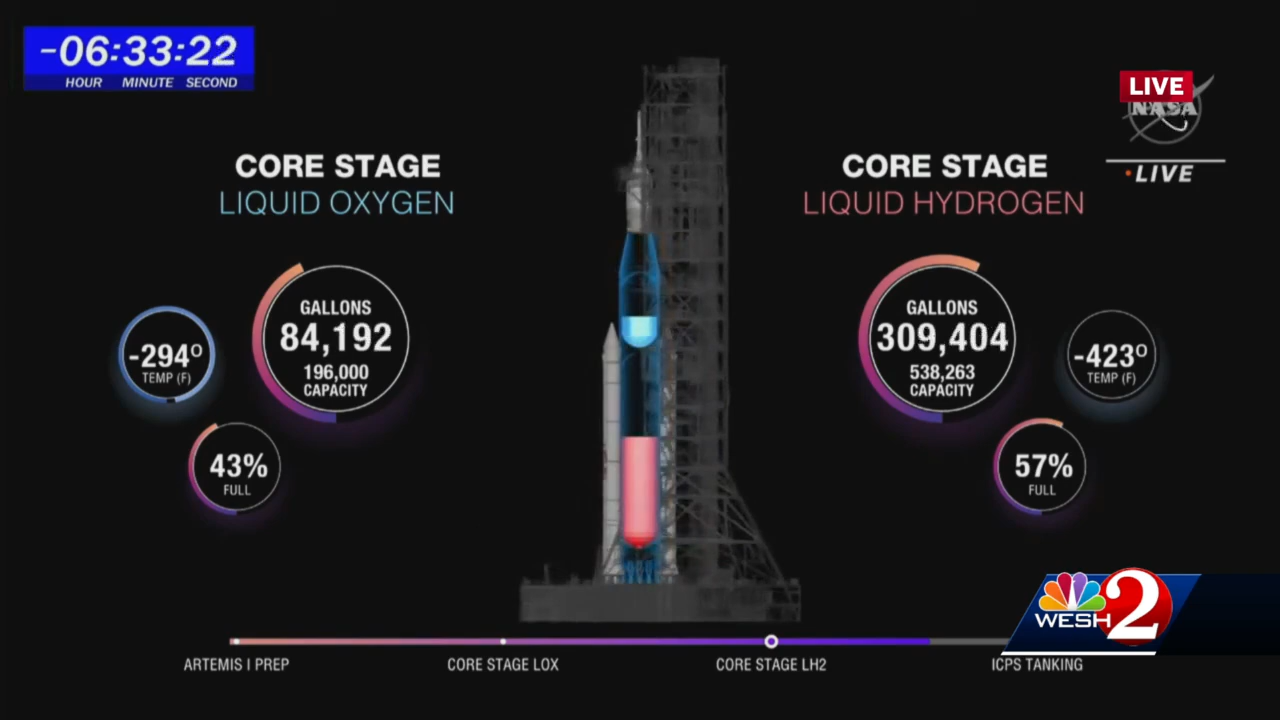 -06:33:22
HOUR MINUTE SECOND
LIVE
NASA
LIVE
CORE STAGE
LIQUID OXYGEN
GALLONS
84,192
196,000
CAPACITY
-294°
TEMP (F)
43%
FULL
CORE STAGE
LIQUID HYDROGEN
GALLONS
309,404
538,263
CAPACITY
-423°
TEMP (F)
57%
FULL
WESH 2
ARTEMIS I PREP
CORE STAGE LOX
CORE STAGE LH2
ICPS TANKING